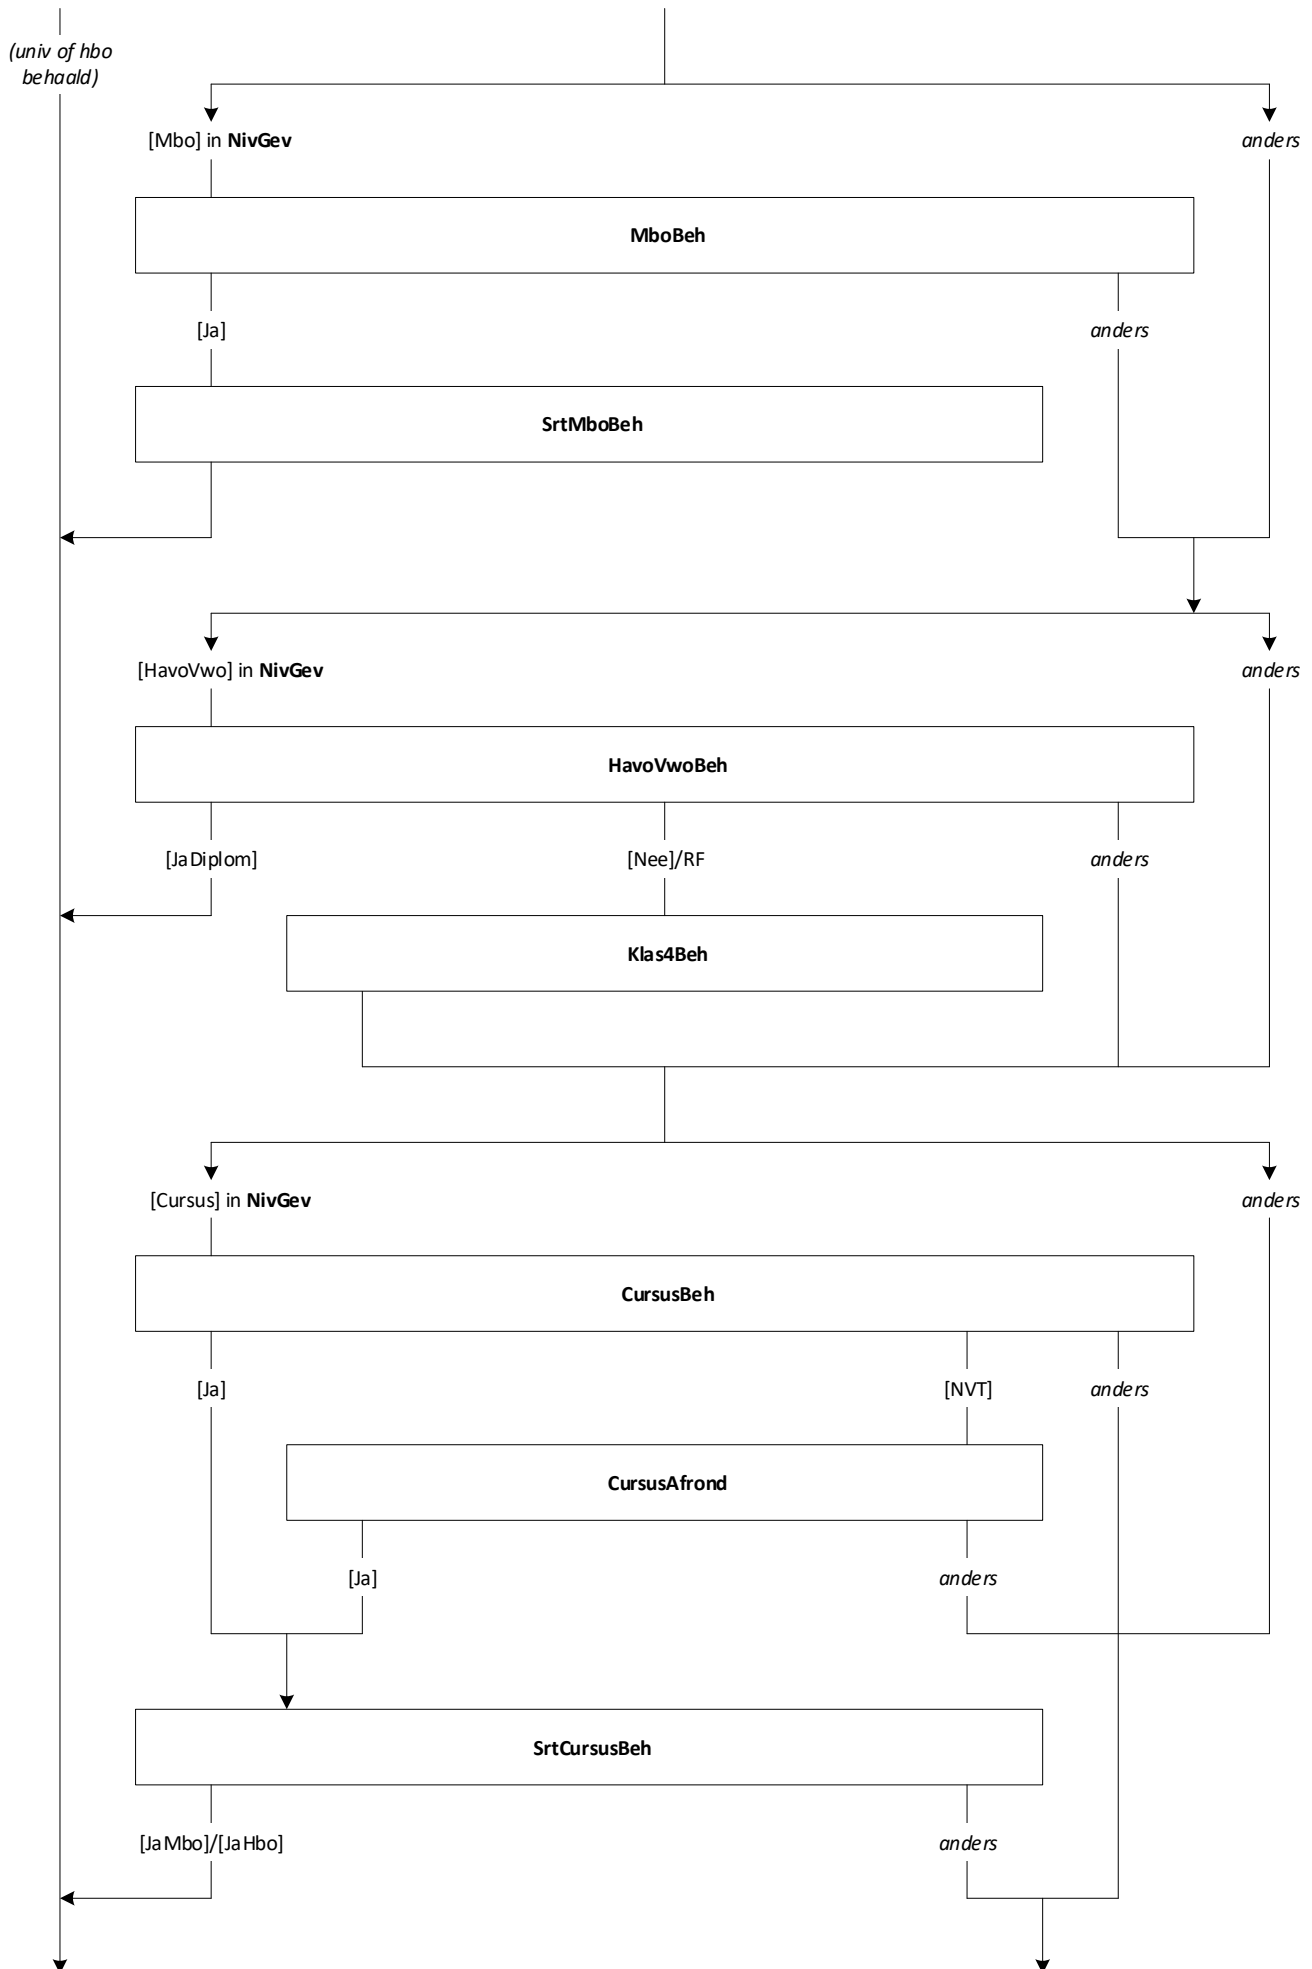 (univ of hbo
behaald)
[Mbo] in NivGev
anders
MboBeh
[Ja]
anders
SrtMboBeh
[HavoVwo] in NivGev
anders
HavoVwoBeh
[JaDiplom]
[Nee]/RF
anders
Klas4Beh
[Cursus] in NivGev
anders
CursusBeh
[Ja]
[NVT]
anders
CursusAfrond
[Ja]
anders
SrtCursusBeh
[JaMbo]/[JaHbo]
anders